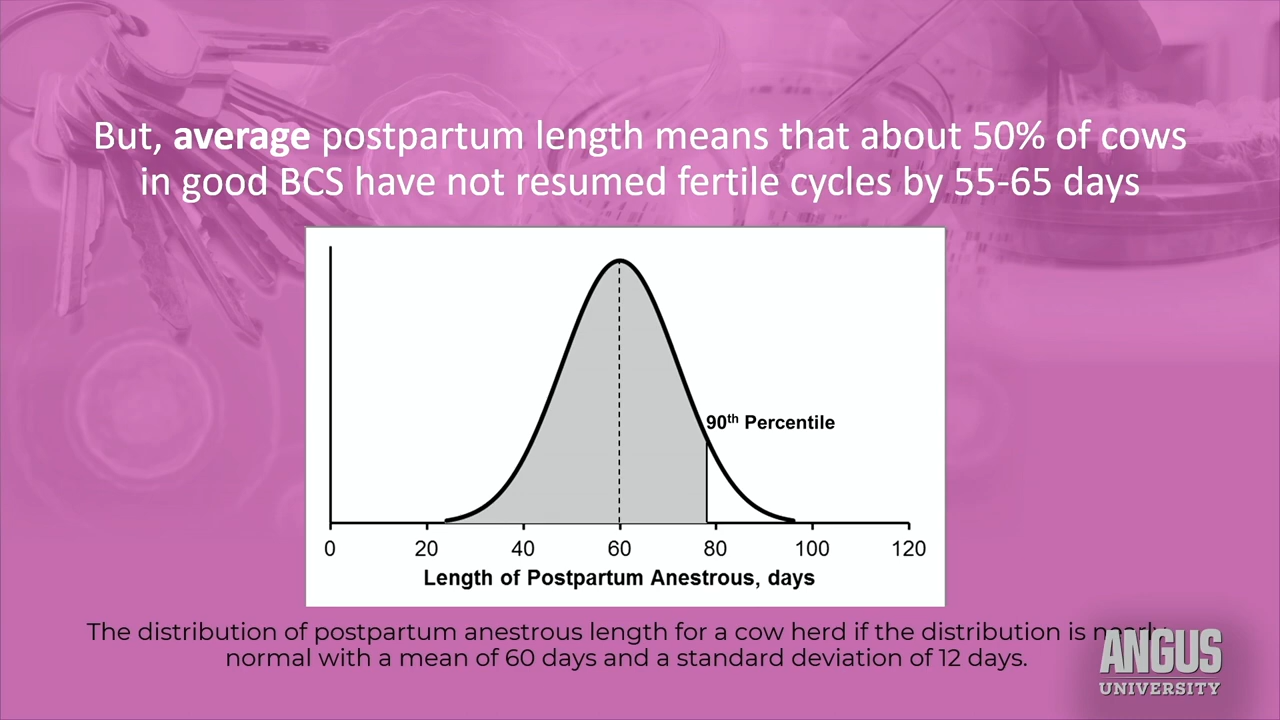 But, average postpartum length means that about 50% of cows
in good BCS have not resumed fertile cycles by 55-65 days
90th Percentile
0 20 40 60 80 100 120
Length of Postpartum Anestrous, days
The distribution of postpartum anestrous length for a cow herd if the distribution is nearly
normal with a mean of 60 days and a standard deviation of 12 days.
ANGUS
UNIVERSITY